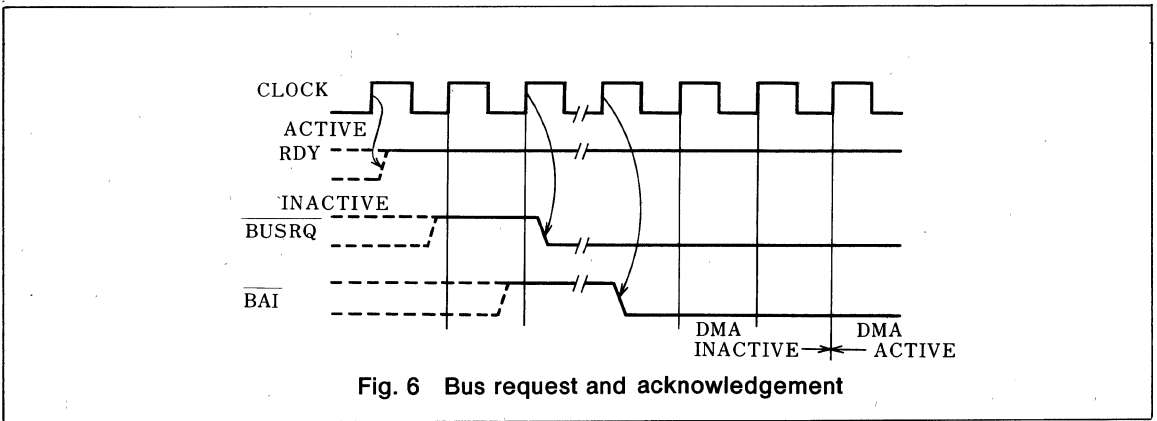 CLOCK
ACTIVE
RDY
INACTIVE
BUSRQ
BAI
DMA
INACTIVE
DMA
ACTIVE
Fig. 6 Bus request and acknowledgement